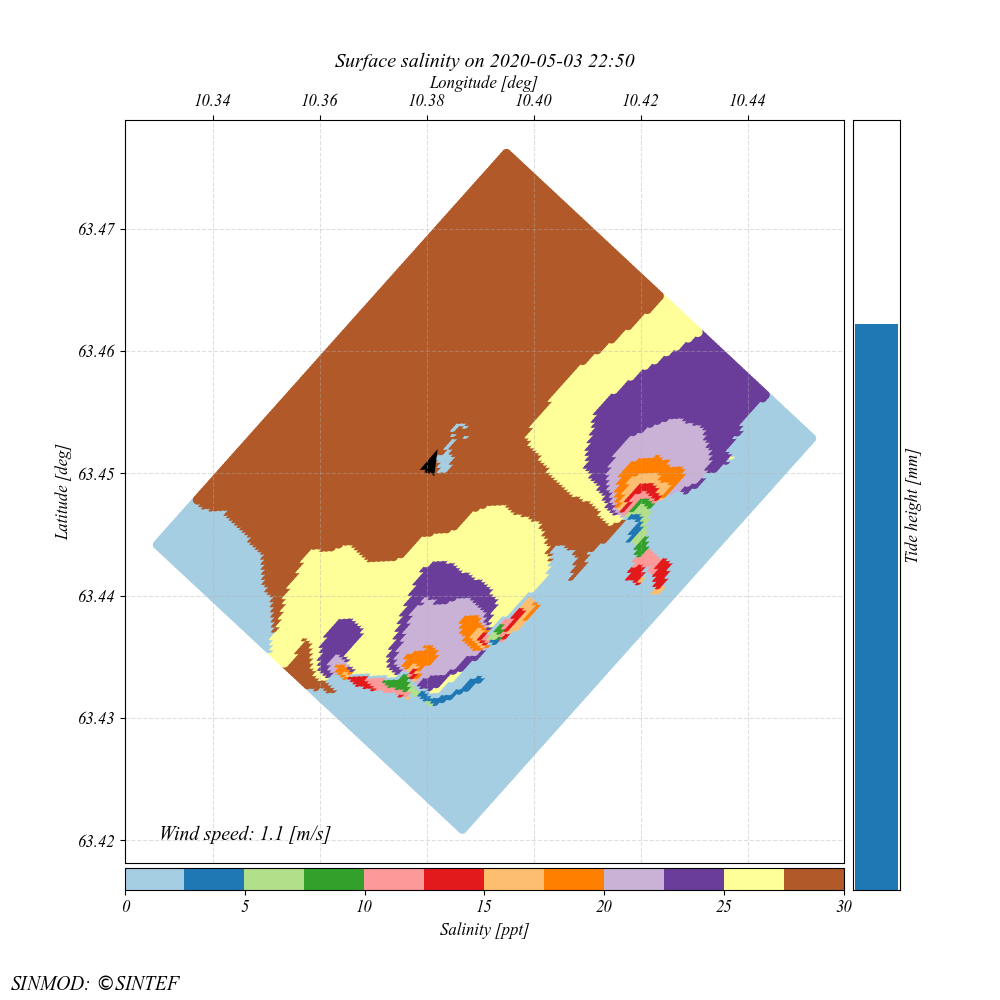 Surface salinity on 2020-05-03 22:50
Longitude [deg]
10.34 10.36 10.38 10.40 10.42 10.44
63.47
63.46
63.45
63.44
63.43
63.42
Latitude [deg]
Tide height [mm]
Wind speed: 1.1 [m/s]
0 5 10 15 20 25 30
Salinity [ppt]
SINMOD: ©SINTEF